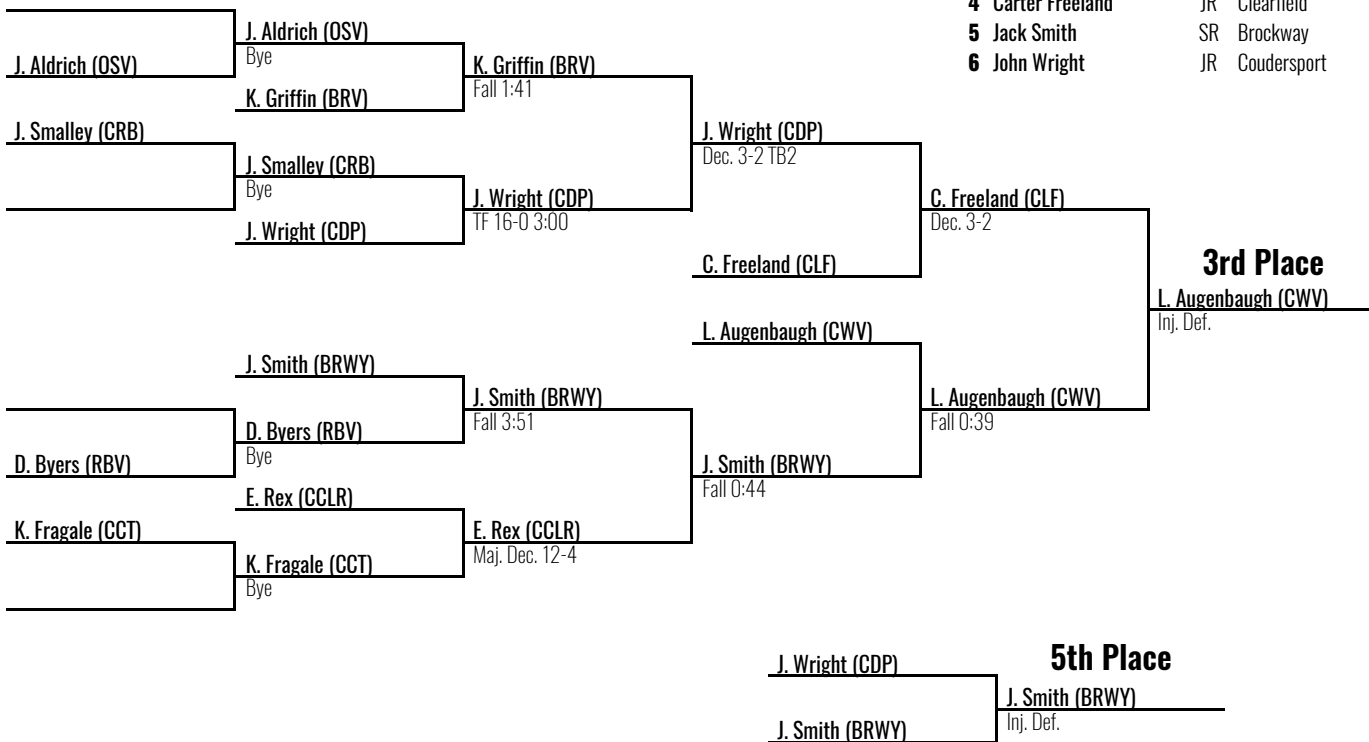 4 Carter Freeland JR Clearfield
5 Jack Smith SR Brockway
6 John Wright JR Coudersport
J. Aldrich (OSV)
J. Aldrich (OSV)
Bye
K. Griffin (BRV)
K. Griffin (BRV)
Fall 1:41
J. Smalley (CRB)
J. Smalley (CRB)
Bye
J. Wright (CDP)
J. Wright (CDP)
TF 16-0 3:00
J. Wright (CDP)
Dec. 3-2 TB2
C. Freeland (CLF)
C. Freeland (CLF)
Dec. 3-2
3rd Place
L. Augenbaugh (CWV)
Inj. Def.
L. Augenbaugh (CWV)
L. Augenbaugh (CWV)
Fall 0:39
J. Smith (BRWY)
J. Smith (BRWY)
Fall 3:51
D. Byers (RBV)
D. Byers (RBV)
Bye
J. Smith (BRWY)
Fall 0:44
E. Rex (CCLR)
E. Rex (CCLR)
Maj. Dec. 12-4
K. Fragale (CCT)
K. Fragale (CCT)
Bye
5th Place
J. Wright (CDP)
J. Smith (BRWY)
Inj. Def.
J. Smith (BRWY)